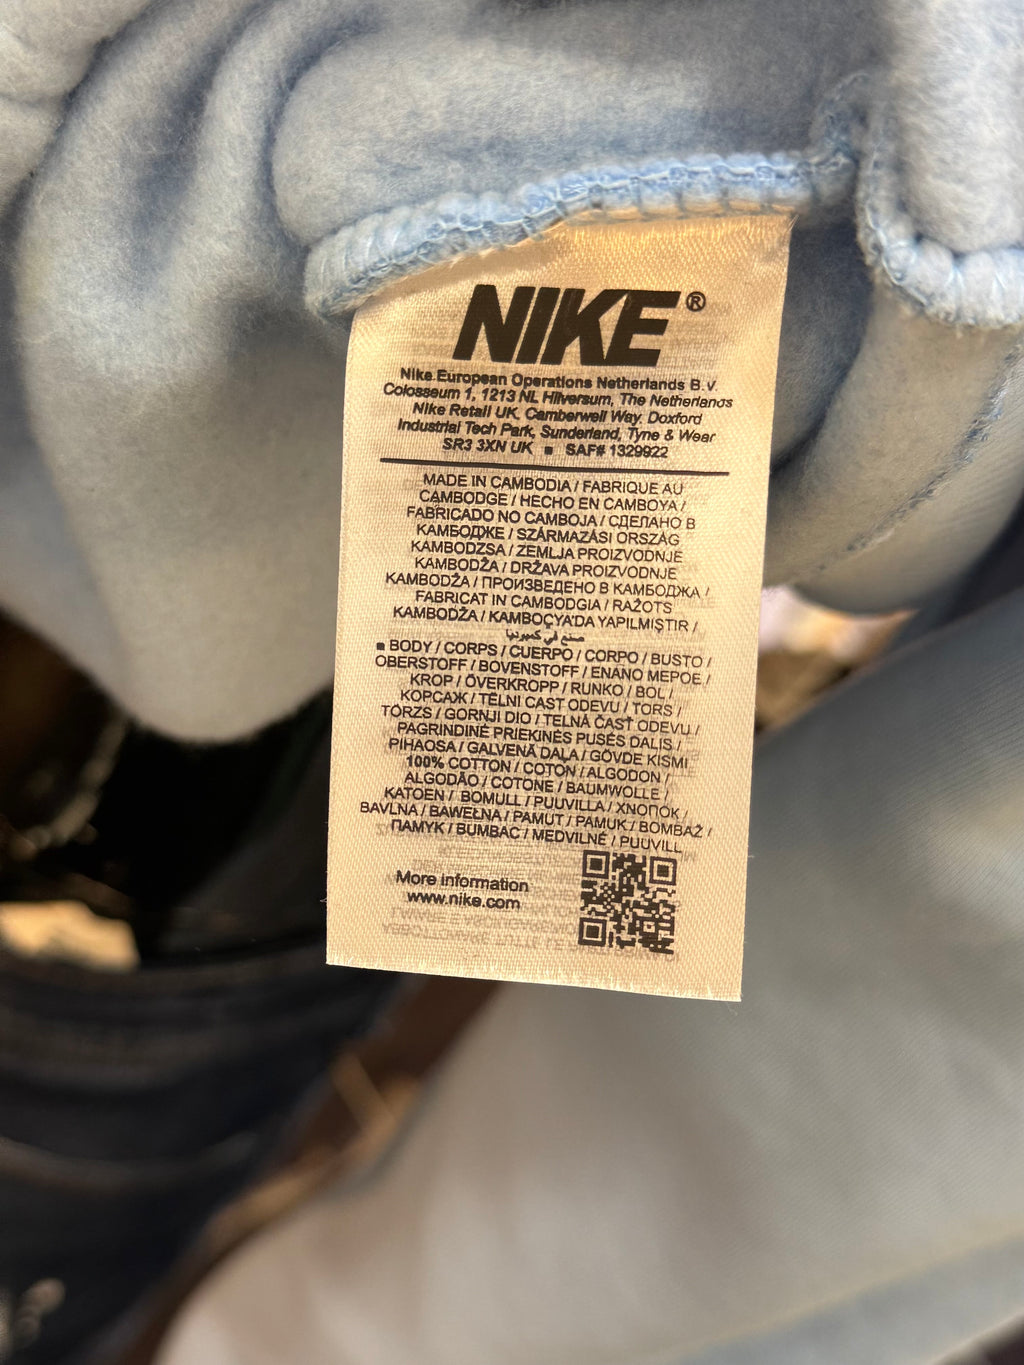 NIKE®
Nike European Operations Netherlands B.V.
Colosseum 1, 1213 NL Hilversum, The Netherlands
Nike Retail UK, Camberwell Way, Doxford
Industrial Tech Park, Sunderland, Tyne & Wear
SR3 3XN UK ■ SAF# 1329922
MADE IN CAMBODIA / FABRIQUE AU
CAMBODGE / HECHO EN CAMBOYA /
FABRICADO NO CAMBOJA / СДЕЛАНО В
КАМБОДЖЕ / SZÁRMAZÁSI ORSZÁG
KAMBODZSA / ZEMLJA PROIZVODNJE
KAMBODŽA / DRŽAVA PROIZVODNJE
KAMBODŽA / ПРОИЗВЕДЕНО В КАМБОДЖА /
FABRICAT IN CAMBODGIA / RAŽOTS
KAMBODŽA / KAMBOÇYA'DA YAPILMIŞTIR /
صنع في كمبوديا
■ BODY / CORPS / CUERPO / CORPO / BUSTO /
OBERSTOFF / BOVENSTOFF / ΕΠΑΝΩ ΜΕΡΟΣ /
KROP / ÖVERKROPP / RUNKO / BOL /
КОРСАЖ / TĚLNI CAST ODEVU / TORS /
TÖRZS / GORNJI DIO / TELNÁ ČASŤ ODEVU /
PAGRINDINĖ PRIEKINĖS PUSĖS DALIS /
PIHAOSA / GALVENĀ DAĻA / GÖVDE KISMI
100% COTTON / COTON / ALGODON /
ALGODÃO / COTONE / BAUMWOLLE /
KATOEN / BOMULL / PUUVILLA / ХЛОПОК /
BAVLNA / BAWEŁNA / PAMUT / PAMUK / BOMBAŽ /
ПАМУК / BUMBAC / MEDVILNĖ / PUUVILL
More information
www.nike.com